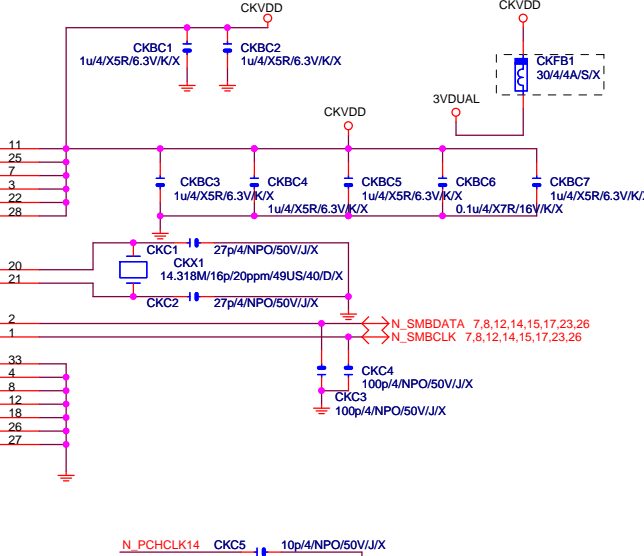 CKVDD
CKVDD
CKBC1
1u/4/X5R/6.3V/K/X
CKBC2
1u/4/X5R/6.3V/K/X
CKFB1
30/4/4A/S/X
3VDUAL
CKVDD
11
25
7
3
22
28
CKBC3
1u/4/X5R/6.3V/K/X
CKBC4
1u/4/X5R/6.3V/K/X
CKBC5
1u/4/X5R/6.3V/K/X
CKBC6
0.1u/4/X7R/16V/K/X
CKBC7
1u/4/X5R/6.3V/K/
20
21
CKC1
27p/4/NPO/50V/J/X
CKX1
14.318M/16p/20ppm/49US/40/D/X
CKC2
27p/4/NPO/50V/J/X
2
1
N_SMBDATA 7,8,12,14,15,17,23,26
N_SMBCLK 7,8,12,14,15,17,23,26
33
4
8
12
18
26
27
CKC4
100p/4/NPO/50V/J/X
CKC3
100p/4/NPO/50V/J/X
N_PCHCLK14
CKC5
10p/4/NPO/50V/J/X